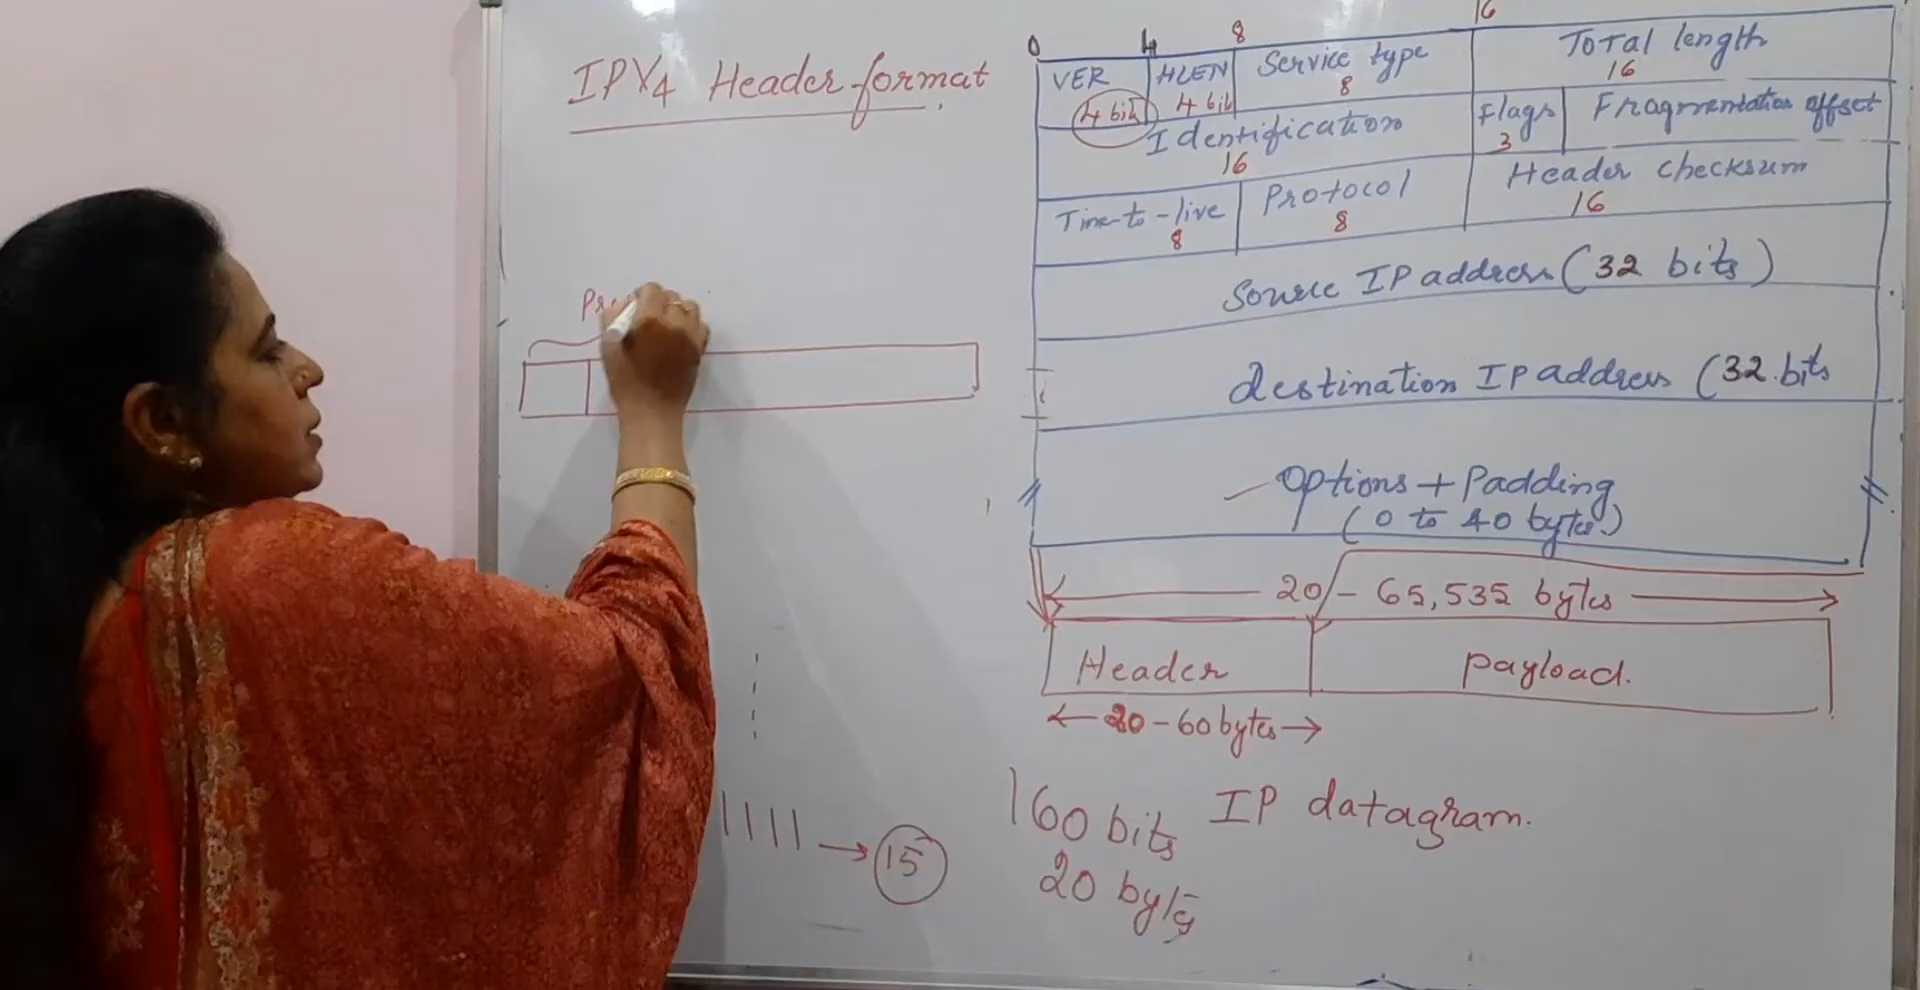 IPV4 Header format
0 4 8 16
VER HLEN Service type Total length
4 bit 4 bit 8 16
Identification Flags Fragmentation offset
16 3
Time-to-live Protocol Header checksum
8 8 16
Source IP address (32 bits)
destination IP address (32 bits
Options + Padding
(0 to 40 bytes)
20 - 65,535 bytes
Header payload.
20 - 60 bytes
1111 → 15
160 bits IP datagram.
20 bytes